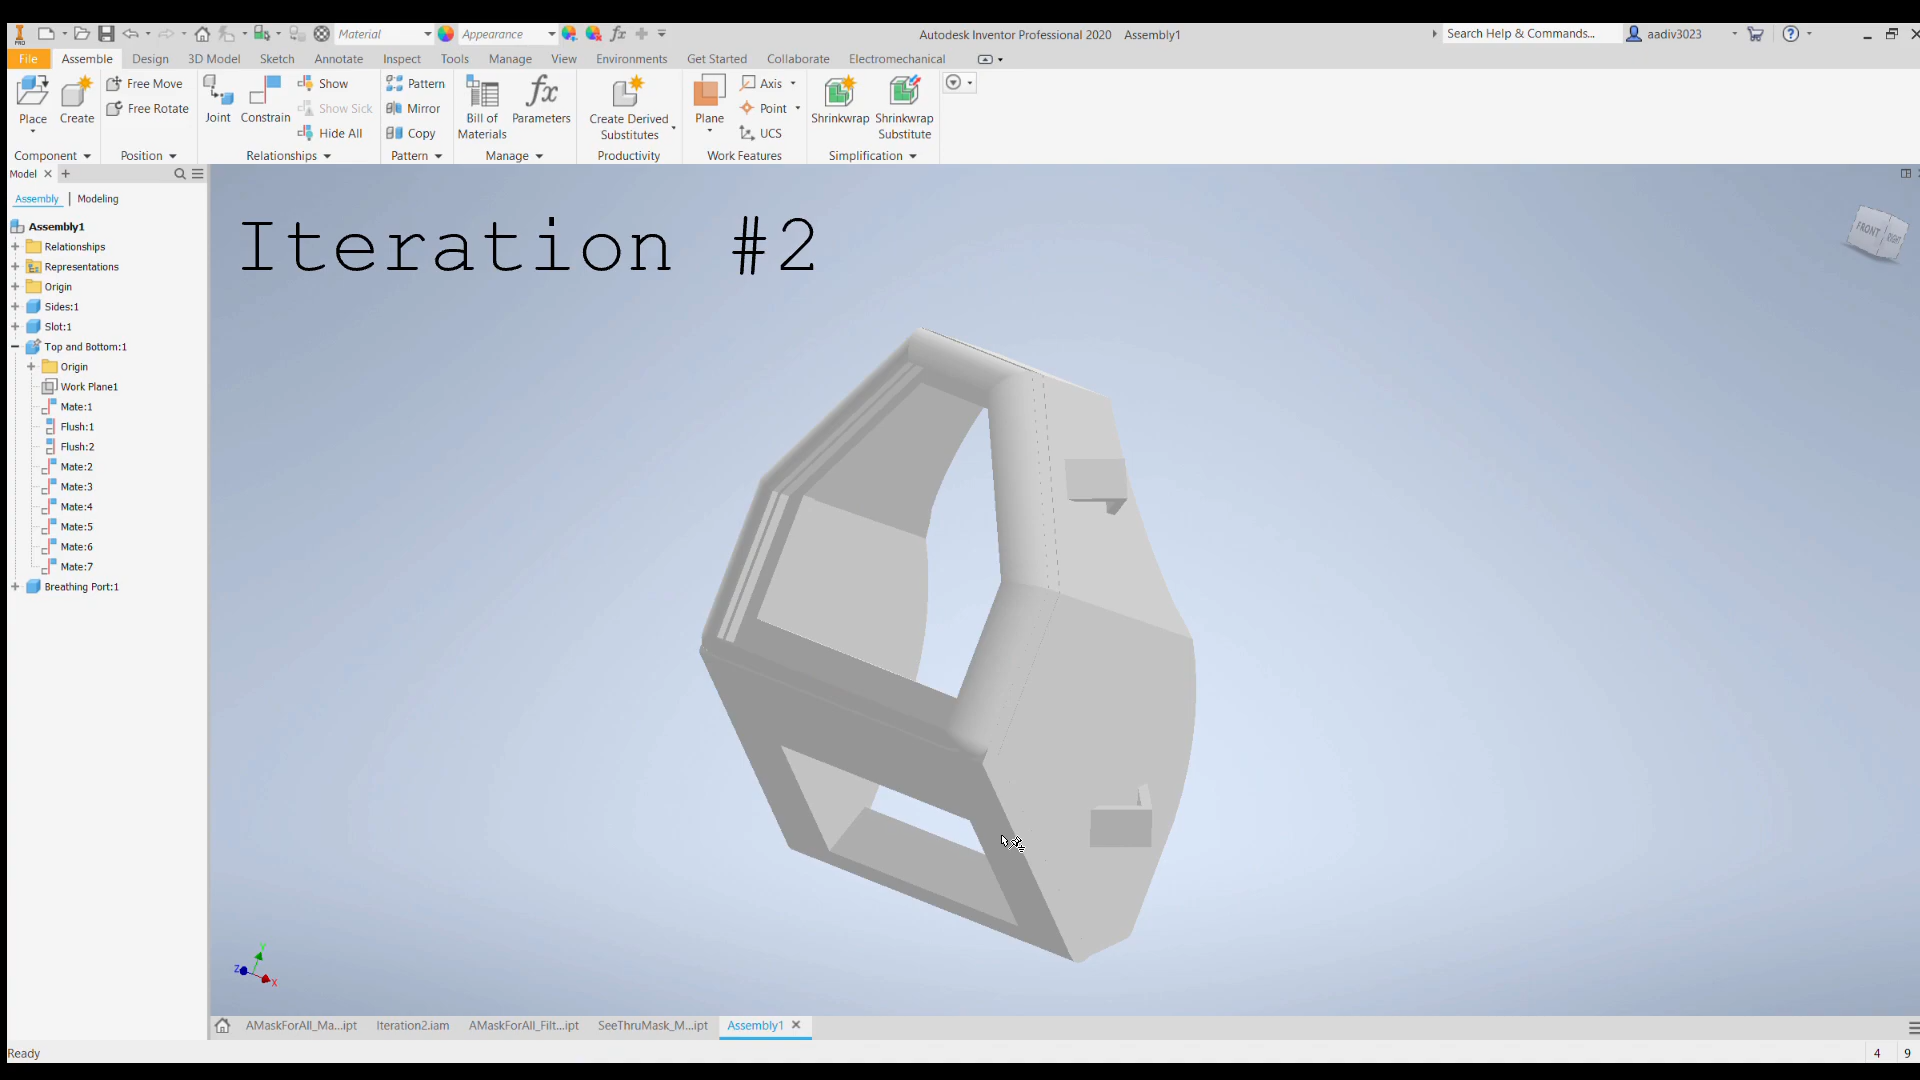 PRO
Material
Appearance
Autodesk Inventor Professional 2020 Assembly1
Search Help & Commands...
aadiv3023
File Assemble Design 3D Model Sketch Annotate Inspect Tools Manage View Environments Get Started Collaborate Electromechanical
Place
Create
Free Move
Free Rotate
Joint
Constrain
Show
Show Sick
Hide All
Pattern
Mirror
Copy
Bill of
Materials
fx
Parameters
Create Derived
Substitutes
Plane
Axis
Point
UCS
Shrinkwrap
Shrinkwrap
Substitute
Component Position Relationships Pattern Manage Productivity Work Features Simplification
Model
Assembly | Modeling
Assembly1
Relationships
Representations
Origin
Sides:1
Slot:1
Top and Bottom:1
Origin
Work Plane1
Mate:1
Flush:1
Flush:2
Mate:2
Mate:3
Mate:4
Mate:5
Mate:6
Mate:7
Breathing Port:1
Iteration #2
FRONT
RIGHT
Y
Z
X
AMaskForAll_Ma...ipt Iteration2.iam AMaskForAll_Filt...ipt SeeThruMask_M...ipt Assembly1
Ready
4 9